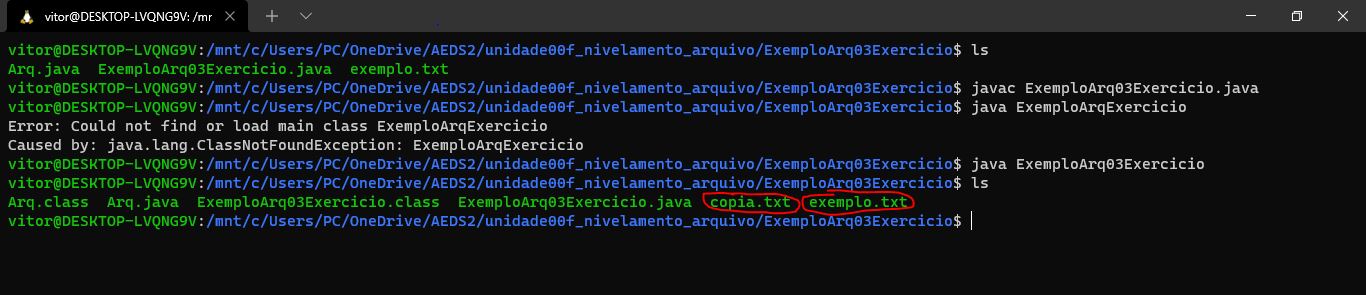 vitor@DESKTOP-LVQNG9V: /mr
vitor@DESKTOP-LVQNG9V:/mnt/c/Users/PC/OneDrive/AEDS2/unidade00f_nivelamento_arquivo/ExemploArq03Exercicio$ ls
Arq.java  ExemploArq03Exercicio.java  exemplo.txt
vitor@DESKTOP-LVQNG9V:/mnt/c/Users/PC/OneDrive/AEDS2/unidade00f_nivelamento_arquivo/ExemploArq03Exercicio$ javac ExemploArq03Exercicio.java
vitor@DESKTOP-LVQNG9V:/mnt/c/Users/PC/OneDrive/AEDS2/unidade00f_nivelamento_arquivo/ExemploArq03Exercicio$ java ExemploArqExercicio
Error: Could not find or load main class ExemploArqExercicio
Caused by: java.lang.ClassNotFoundException: ExemploArqExercicio
vitor@DESKTOP-LVQNG9V:/mnt/c/Users/PC/OneDrive/AEDS2/unidade00f_nivelamento_arquivo/ExemploArq03Exercicio$ java ExemploArq03Exercicio
vitor@DESKTOP-LVQNG9V:/mnt/c/Users/PC/OneDrive/AEDS2/unidade00f_nivelamento_arquivo/ExemploArq03Exercicio$ ls
Arq.class  Arq.java  ExemploArq03Exercicio.class  ExemploArq03Exercicio.java  copia.txt  exemplo.txt
vitor@DESKTOP-LVQNG9V:/mnt/c/Users/PC/OneDrive/AEDS2/unidade00f_nivelamento_arquivo/ExemploArq03Exercicio$